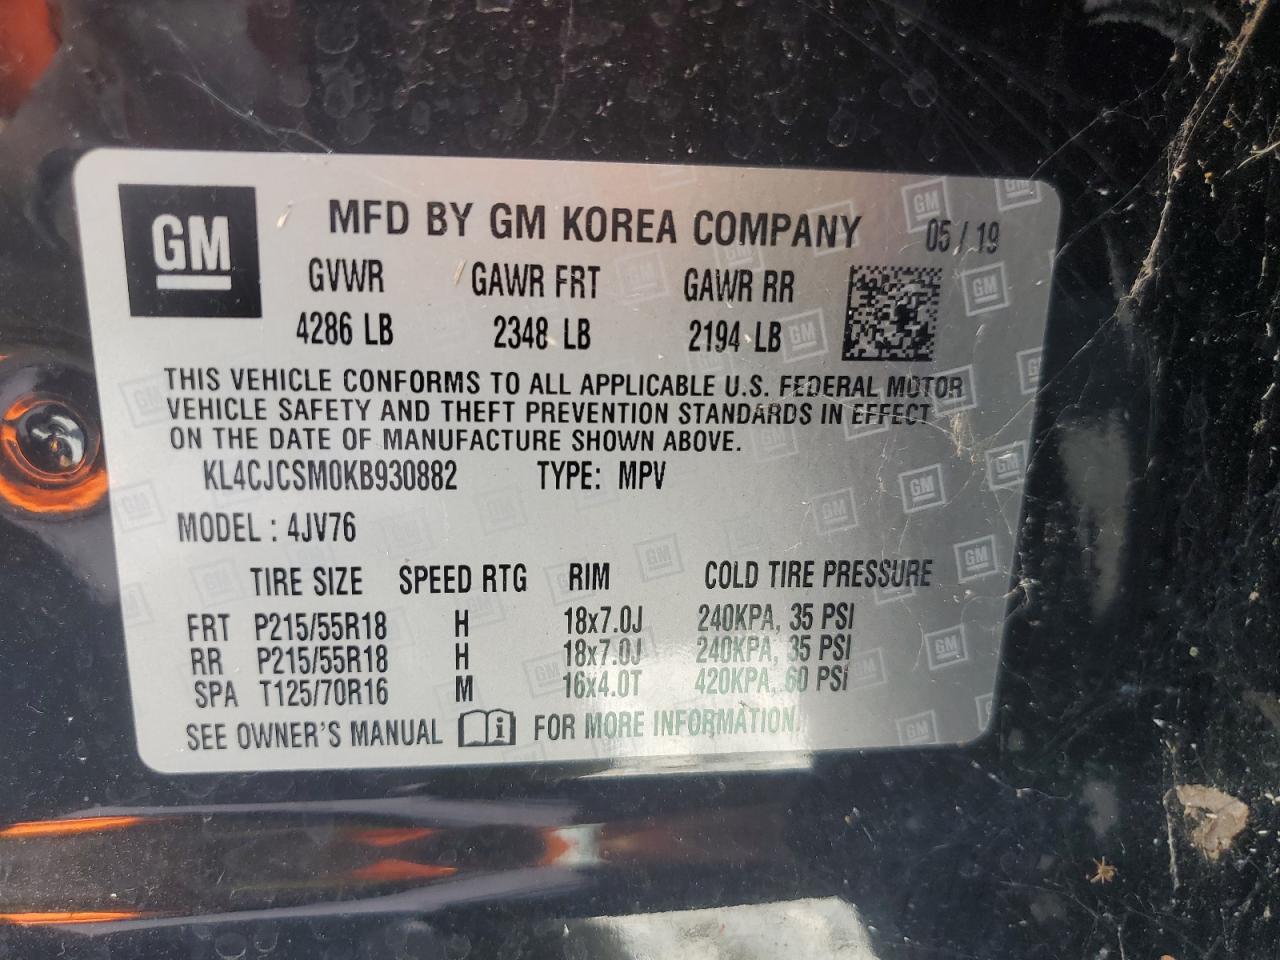 GM
MFD BY GM KOREA COMPANY 05/19
GVWR GAWR FRT GAWR RR
4286 LB 2348 LB 2194 LB
THIS VEHICLE CONFORMS TO ALL APPLICABLE U.S. FEDERAL MOTOR
VEHICLE SAFETY AND THEFT PREVENTION STANDARDS IN EFFECT
ON THE DATE OF MANUFACTURE SHOWN ABOVE.
KL4CJCSM0KB930882 TYPE: MPV
MODEL: 4JV76
TIRE SIZE SPEED RTG RIM COLD TIRE PRESSURE
FRT P215/55R18 H 18x7.0J 240KPA, 35 PSI
RR P215/55R18 H 18x7.0J 240KPA, 35 PSI
SPA T125/70R16 M 16x4.0T 420KPA, 60 PSI
SEE OWNER'S MANUAL i FOR MORE INFORMATION.